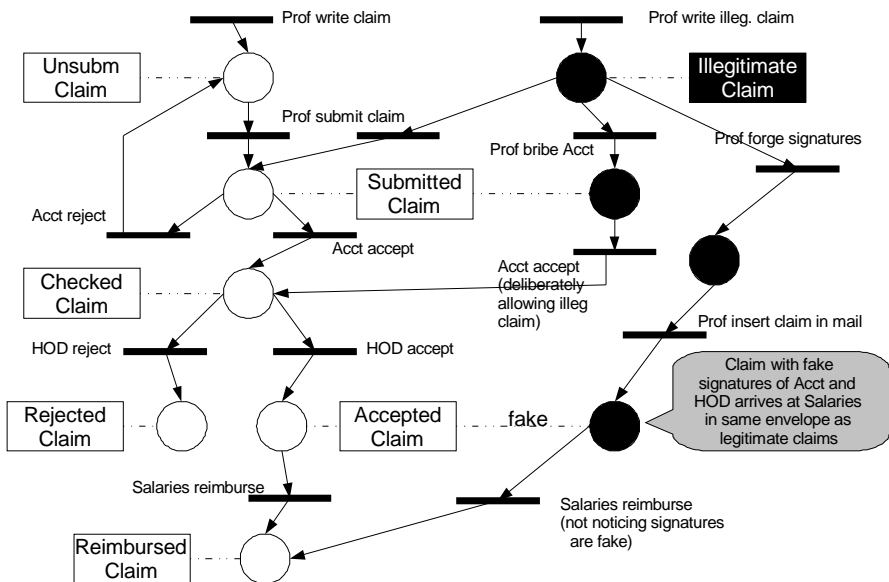 Prof write claim
Prof write illeg. claim
Unsubm
Claim
Illegitimate
Claim
Prof submit claim
Prof bribe Acct
Prof forge signatures
Submitted
Claim
Acct reject
Acct accept
Acct accept
(deliberately
allowing illeg
claim)
Checked
Claim
Prof insert claim in mail
HOD reject
HOD accept
Claim with fake
signatures of Acct and
HOD arrives at Salaries
in same envelope as
legitimate claims
Rejected
Claim
Accepted
Claim
fake
Salaries reimburse
Salaries reimburse
(not noticing signatures
are fake)
Reimbursed
Claim